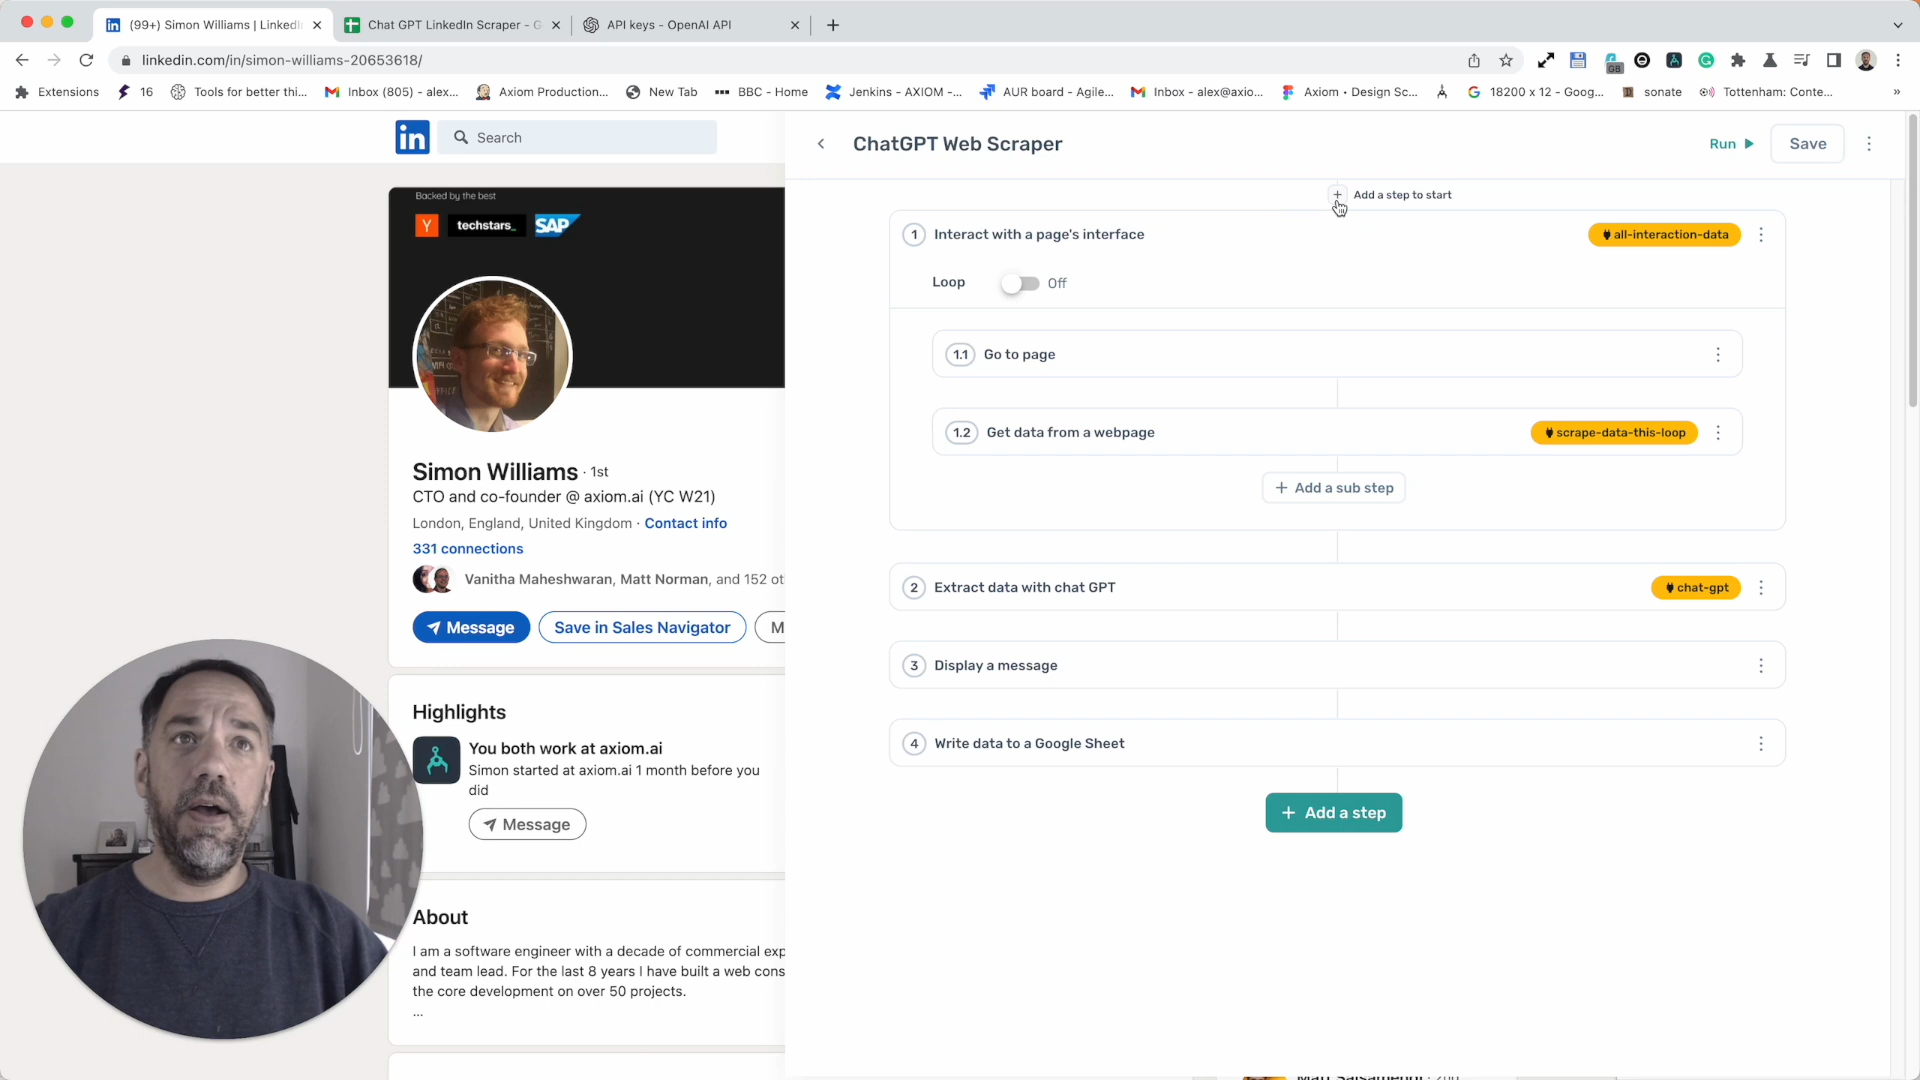 (99+) Simon Williams | LinkedIn
Chat GPT LinkedIn Scraper - G
API keys - OpenAI API
linkedin.com/in/simon-williams-20653618/
GB
Extensions
16
Tools for better thi...
Inbox (805) - alex...
Axiom Production...
New Tab
BBC - Home
Jenkins - AXIOM -...
AUR board - Agile...
Inbox - alex@axio...
Axiom • Design Sc...
18200 x 12 - Goog...
sonate
Tottenham: Conte...
»
in
Search
ChatGPT Web Scraper
Run
Save
Backed by the best
Y
techstars_
SAP
+ Add a step to start
1 Interact with a page's interface
all-interaction-data
Loop
Off
1.1 Go to page
1.2 Get data from a webpage
scrape-data-this-loop
+ Add a sub step
2 Extract data with chat GPT
chat-gpt
3 Display a message
4 Write data to a Google Sheet
+ Add a step
Simon Williams · 1st
CTO and co-founder @ axiom.ai (YC W21)
London, England, United Kingdom · Contact info
331 connections
Vanitha Maheshwaran, Matt Norman, and 152 ot
Message
Save in Sales Navigator
M
Highlights
You both work at axiom.ai
Simon started at axiom.ai 1 month before you
did
Message
About
I am a software engineer with a decade of commercial exp
and team lead. For the last 8 years I have built a web cons
the core development on over 50 projects.
...